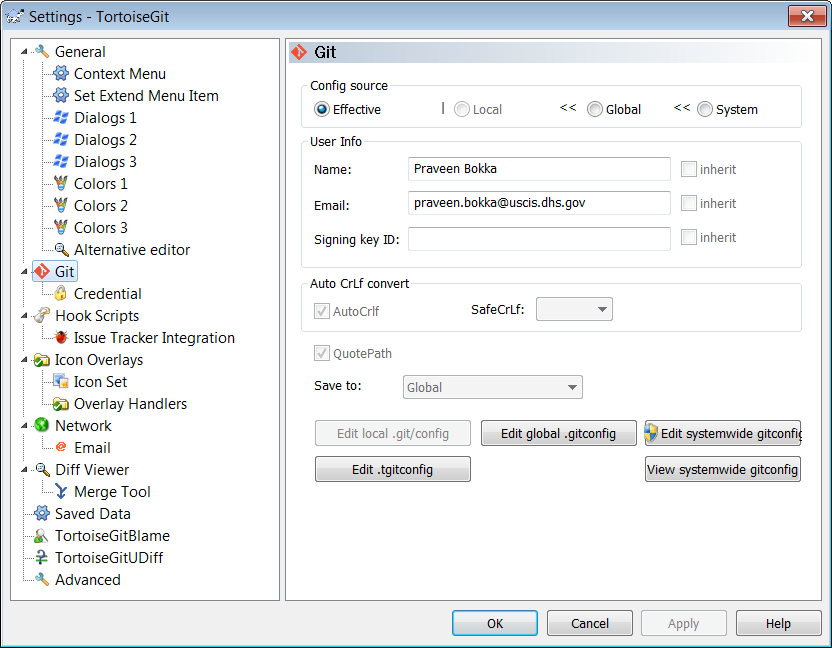 Settings - TortoiseGit
General
Context Menu
Set Extend Menu Item
Dialogs 1
Dialogs 2
Dialogs 3
Colors 1
Colors 2
Colors 3
Alternative editor
Git
Credential
Hook Scripts
Issue Tracker Integration
Icon Overlays
Icon Set
Overlay Handlers
Network
Email
Diff Viewer
Merge Tool
Saved Data
TortoiseGitBlame
TortoiseGitUDiff
Advanced
Git
Config source
Effective | Local << Global << System
User Info
Name: Praveen Bokka inherit
Email: praveen.bokka@uscis.dhs.gov inherit
Signing key ID: inherit
Auto CrLf convert
AutoCrlf SafeCrLf:
QuotePath
Save to: Global
Edit local .git/config Edit global .gitconfig Edit systemwide gitconfig
Edit .tgitconfig View systemwide gitconfig
OK Cancel Apply Help